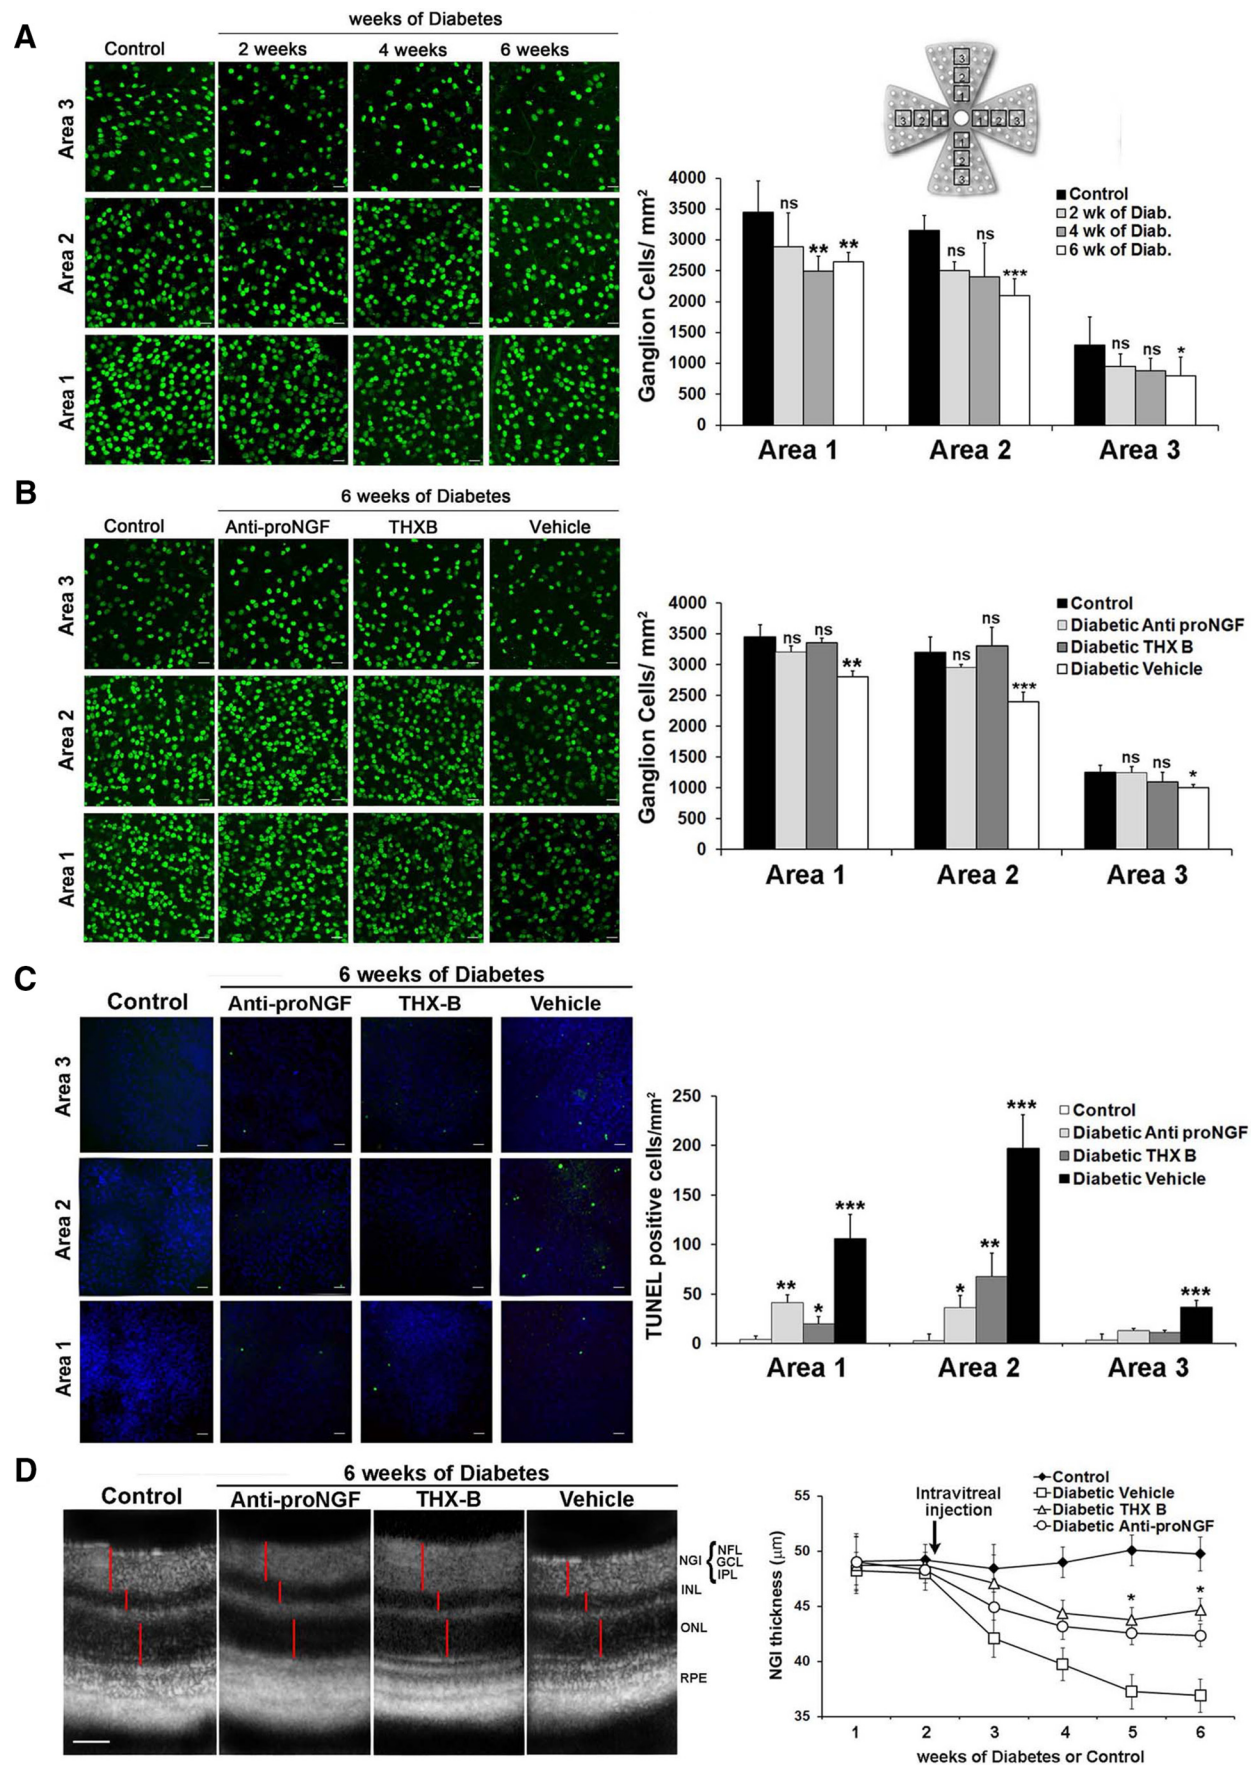 A
weeks of Diabetes
Control
2 weeks
4 weeks
6 weeks
Area 3
Area 2
Area 1
3
2
1
3 2 1 1 2 3
1
2
3
Control
2 wk of Diab.
4 wk of Diab.
6 wk of Diab.
Ganglion Cells/ mm2
4000
3500
3000
2500
2000
1500
1000
500
0
ns ** **
ns ns ***
ns ns *
Area 1 Area 2 Area 3
B
6 weeks of Diabetes
Control
Anti-proNGF
THXB
Vehicle
Area 3
Area 2
Area 1
Control
Diabetic Anti proNGF
Diabetic THX B
Diabetic Vehicle
Ganglion Cells/ mm2
4000
3500
3000
2500
2000
1500
1000
500
0
ns ns **
ns ns ***
ns ns *
Area 1 Area 2 Area 3
C
6 weeks of Diabetes
Control
Anti-proNGF
THX-B
Vehicle
Area 3
Area 2
Area 1
Control
Diabetic Anti proNGF
Diabetic THX B
Diabetic Vehicle
TUNEL positive cells/mm2
250
200
150
100
50
0
** * ***
* ** ***
***
Area 1 Area 2 Area 3
D
6 weeks of Diabetes
Control
Anti-proNGF
THX-B
Vehicle
NGI { NFL
GCL
IPL
INL
ONL
RPE
Control
Diabetic Vehicle
Diabetic THX B
Diabetic Anti-proNGF
Intravitreal
injection
NGI thickness (μm)
55
50
45
40
35
* *
1 2 3 4 5 6
weeks of Diabetes or Control